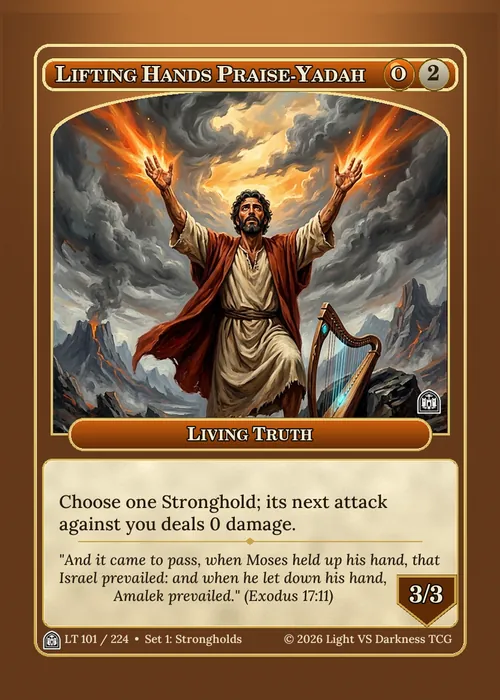 Lifting Hands Praise-Yadah O 2
Living Truth
Choose one Stronghold; its next attack
against you deals 0 damage.
"And it came to pass, when Moses held up his hand, that
Israel prevailed: and when he let down his hand,
Amalek prevailed." (Exodus 17:11)
3/3
LT 101 / 224 • Set 1: Strongholds © 2026 Light VS Darkness TCG